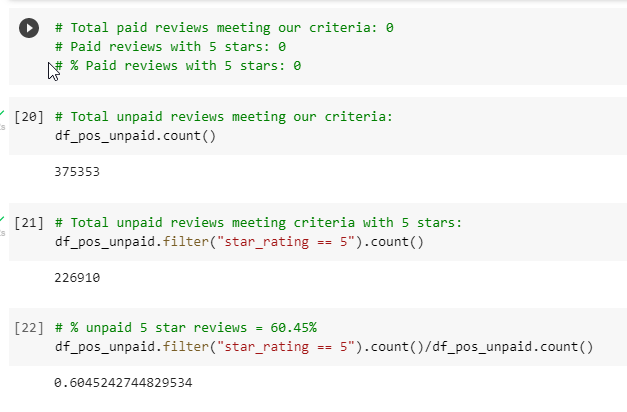 # Total paid reviews meeting our criteria: 0
# Paid reviews with 5 stars: 0
# % Paid reviews with 5 stars: 0
[20] # Total unpaid reviews meeting our criteria:
df_pos_unpaid.count()
375353
[21] # Total unpaid reviews meeting criteria with 5 stars:
df_pos_unpaid.filter("star_rating == 5").count()
226910
[22] # % unpaid 5 star reviews = 60.45%
df_pos_unpaid.filter("star_rating == 5").count()/df_pos_unpaid.count()
0.6045242744829534